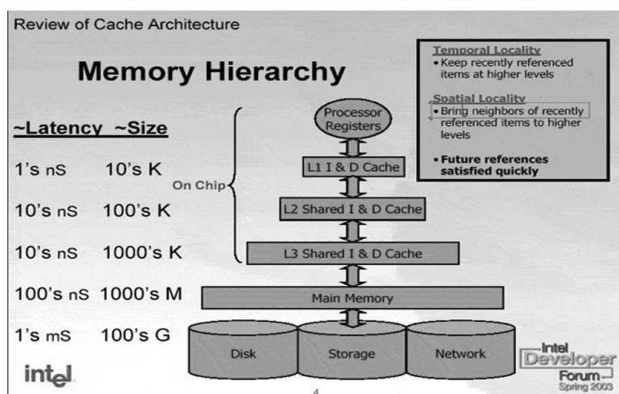 Review of Cache Architecture
Memory Hierarchy
Temporal Locality
• Keep recently referenced
items at higher levels
Spatial Locality
• Bring neighbors of recently
referenced items to higher
levels
• Future references
satisfied quickly
~Latency ~Size
Processor
Registers
1's nS 10's K
L1 I & D Cache
On Chip
10's nS 100's K
L2 Shared I & D Cache
10's nS 1000's K
L3 Shared I & D Cache
100's nS 1000's M
Main Memory
1's mS 100's G
Disk
Storage
Network
intel
Intel
Developer
Forum
Spring 2003